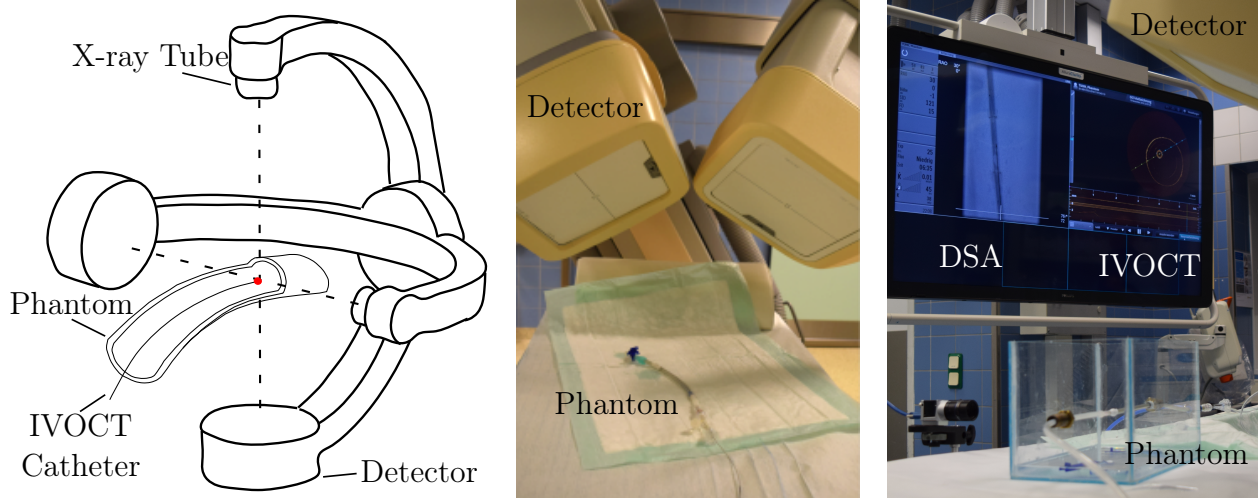 X-ray Tube
Phantom
IVOCT
Catheter
Detector
Detector
Phantom
Detector
DSA
IVOCT
Phantom